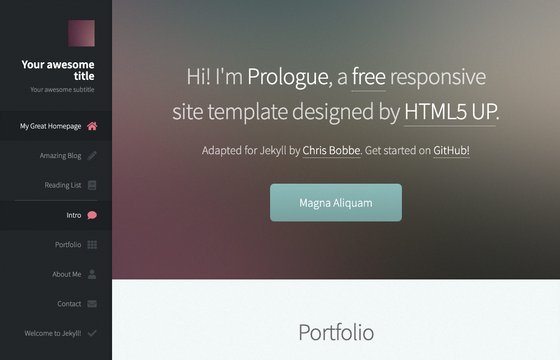 Your awesome
title
Your awesome subtitle
My Great Homepage
Amazing Blog
Reading List
Intro
Portfolio
About Me
Contact
Welcome to Jekyll!
Hi! I'm Prologue, a free responsive
site template designed by HTML5 UP.
Adapted for Jekyll by Chris Bobbe. Get started on GitHub!
Magna Aliquam
Portfolio